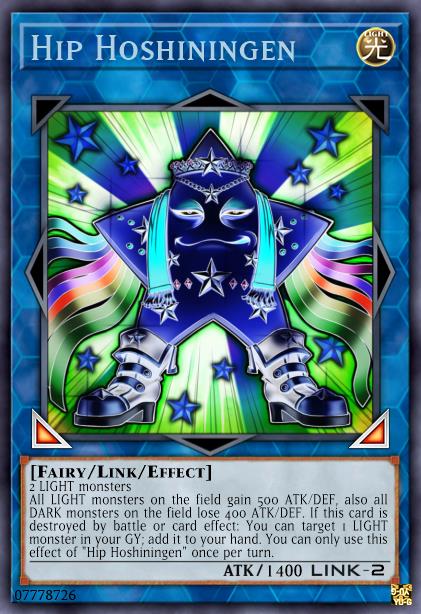 Hip Hoshiningen
LIGHT
光
[Fairy/Link/Effect]
2 LIGHT monsters
All LIGHT monsters on the field gain 500 ATK/DEF, also all
DARK monsters on the field lose 400 ATK/DEF. If this card is
destroyed by battle or card effect: You can target 1 LIGHT
monster in your GY; add it to your hand. You can only use this
effect of "Hip Hoshiningen" once per turn.
ATK/1400 LINK-2
07778726